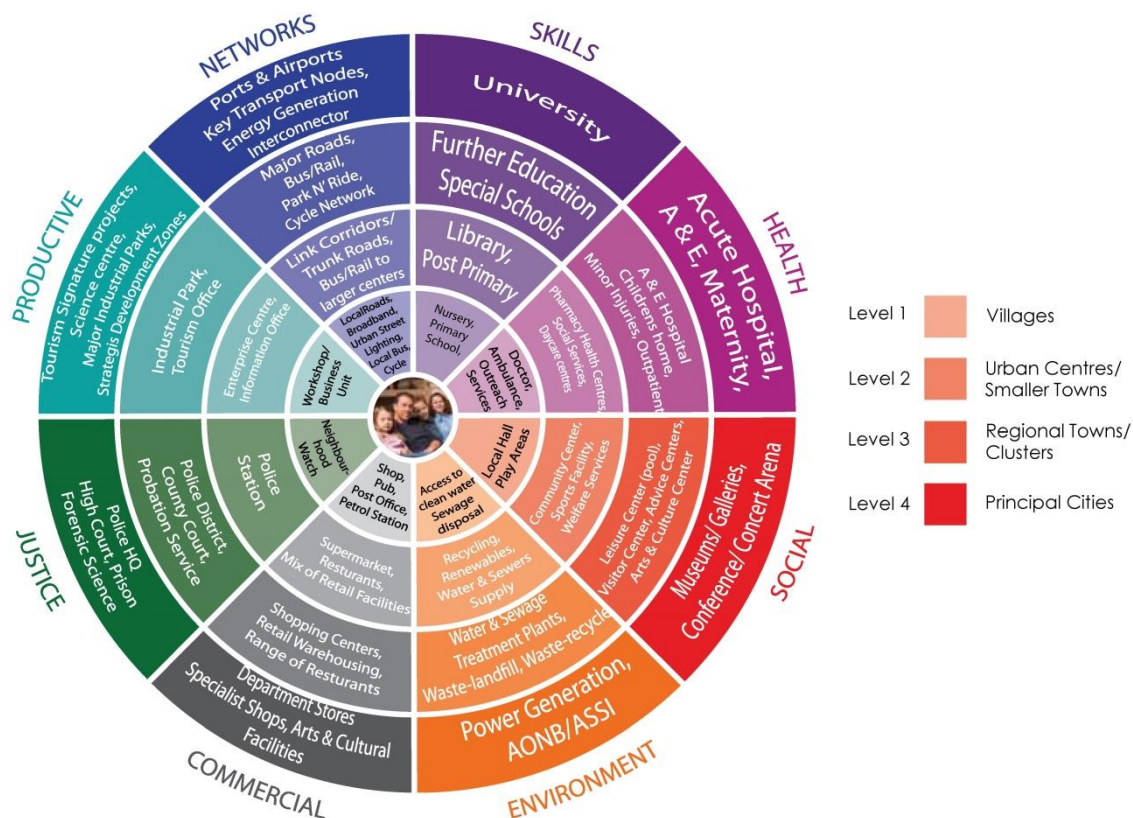 NETWORKS
Ports & Airports
Key Transport Nodes,
Energy Generation
Interconnector
Major Roads,
Bus/Rail,
Park N' Ride,
Cycle Network
Link Corridors/
Trunk Roads,
Bus/Rail to
larger centers
LocalRoads,
Broadband,
Urban Street
Lighting,
Local Bus,
Cycle
SKILLS
University
Further Education
Special Schools
Library,
Post Primary
Nursery,
Primary
School,
HEALTH
Acute Hospital,
A & E, Maternity,
A & E Hospital
Childrens home,
Minor Injuries, Outpatient
Pharmacy Health Centres,
Social Services,
Daycare centres
Doctor,
Ambulance,
Outreach
Services
SOCIAL
Museums/ Galleries,
Conference/ Concert Arena
Leisure Center (pool),
Visitor Center, Advice Centers,
Arts & Culture Center
Community Center,
Sports Facility,
Welfare Services
Local Hall
Play Areas
ENVIRONMENT
Power Generation,
AONB/ASSI
Water & Sewage
Treatment Plants,
Waste-landfill, Waste-recycle
Recycling,
Renewables,
Water & Sewers
Supply
Access to
clean water
Sewage
disposal
COMMERCIAL
Department Stores
Specialist Shops, Arts & Cultural
Facilities
Shopping Centers,
Retail Warehousing,
Range of Resturants
Supermarket,
Resturants,
Mix of Retail Facilities
Shop,
Pub,
Post Office,
Petrol Station
JUSTICE
Police HQ
High Court, Prison
Forensic Science
Police District,
County Court,
Probation Service
Police
Station
Neighbour-
hood
Watch
PRODUCTIVE
Tourism Signature projects,
Science centre,
Major Industrial Parks,
Strategis Development Zones
Industrial Park,
Tourism Office
Enterprise Centre,
Information Office
Workshop/
Business
Unit
Level 1 Villages
Level 2 Urban Centres/
Smaller Towns
Level 3 Regional Towns/
Clusters
Level 4 Principal Cities